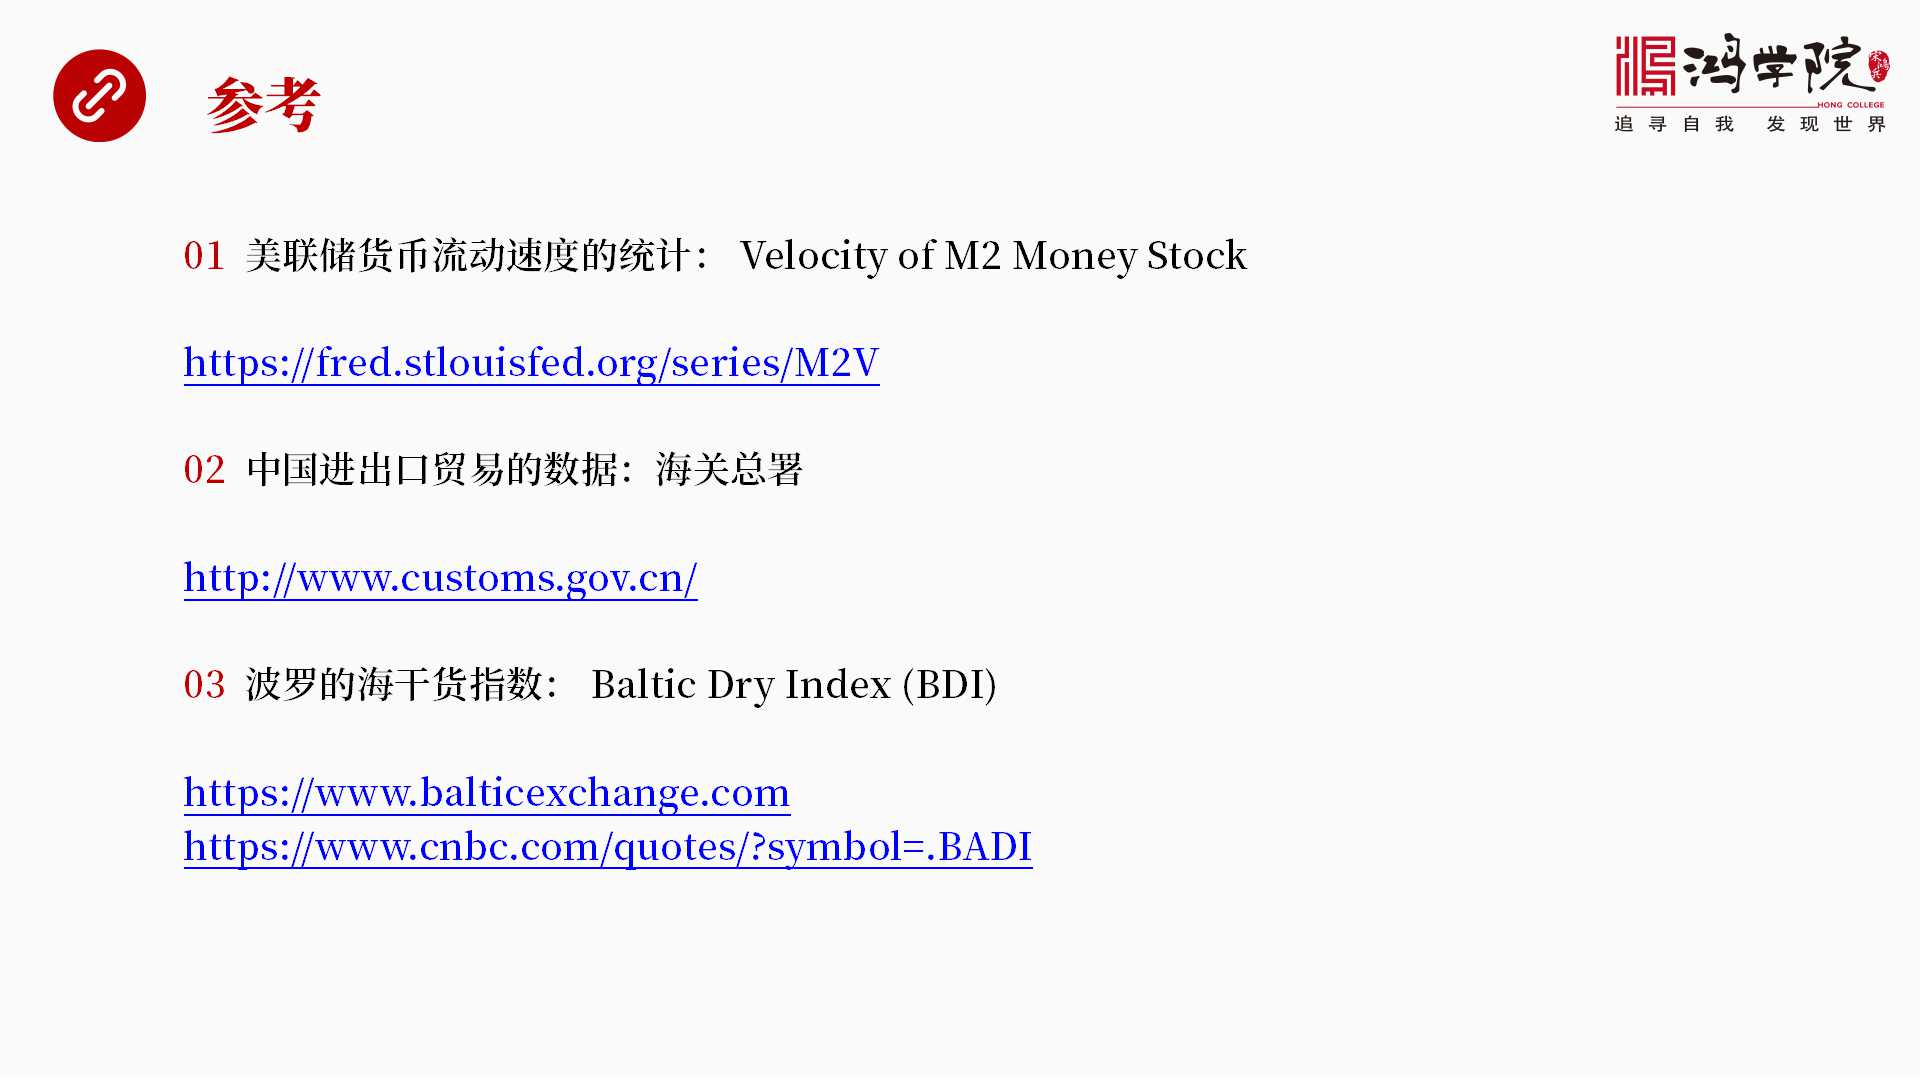 参考
鸿学院
宋鸿兵
HONG COLLEGE
追寻自我 发现世界
01 美联储货币流动速度的统计： Velocity of M2 Money Stock
https://fred.stlouisfed.org/series/M2V
02 中国进出口贸易的数据：海关总署
http://www.customs.gov.cn/
03 波罗的海干货指数： Baltic Dry Index (BDI)
https://www.balticexchange.com
https://www.cnbc.com/quotes/?symbol=.BADI